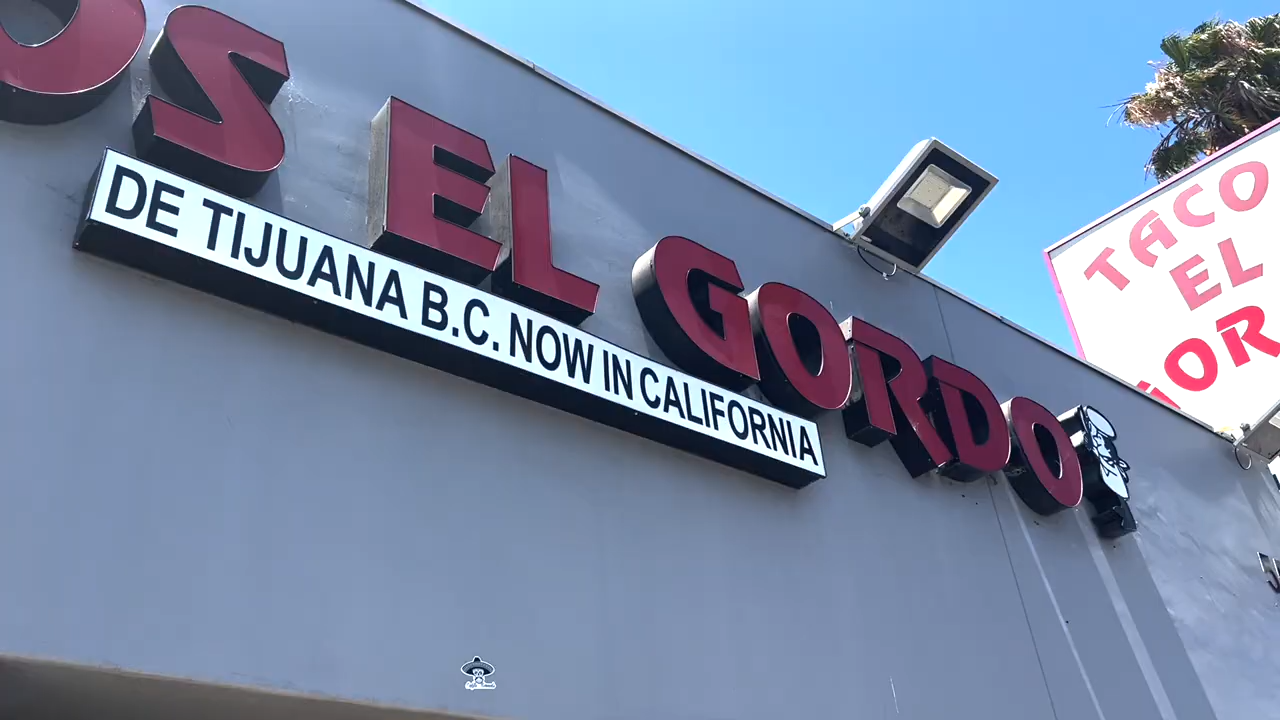 OS EL GORDO
DE TIJUANA B.C. NOW IN CALIFORNIA
TACO
EL
OR